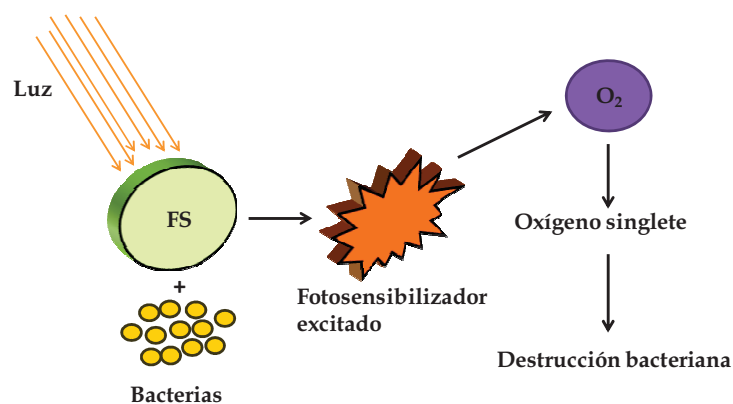 Luz
FS
+
Bacterias
Fotosensibilizador
excitado
O₂
Oxígeno singlete
Destrucción bacteriana